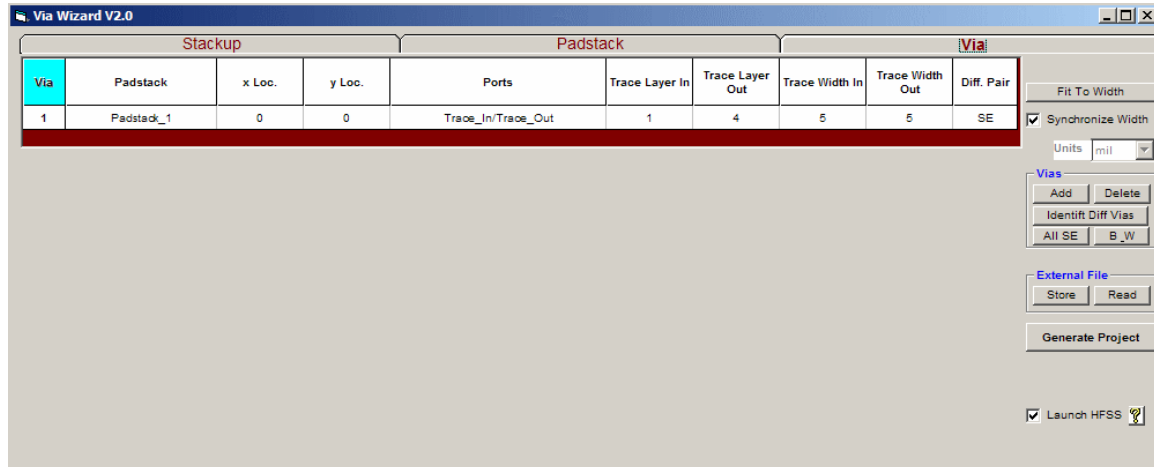 Via Wizard V2.0
Stackup Padstack Via
Via Padstack x Loc. y Loc. Ports Trace Layer In Trace Layer Out Trace Width In Trace Width Out Diff. Pair
1 Padstack_1 0 0 Trace_In/Trace_Out 1 4 5 5 SE
Fit To Width
Synchronize Width
Units mil
Vias
Add Delete
Identift Diff Vias
All SE B_W
External File
Store Read
Generate Project
Launch HFSS ?